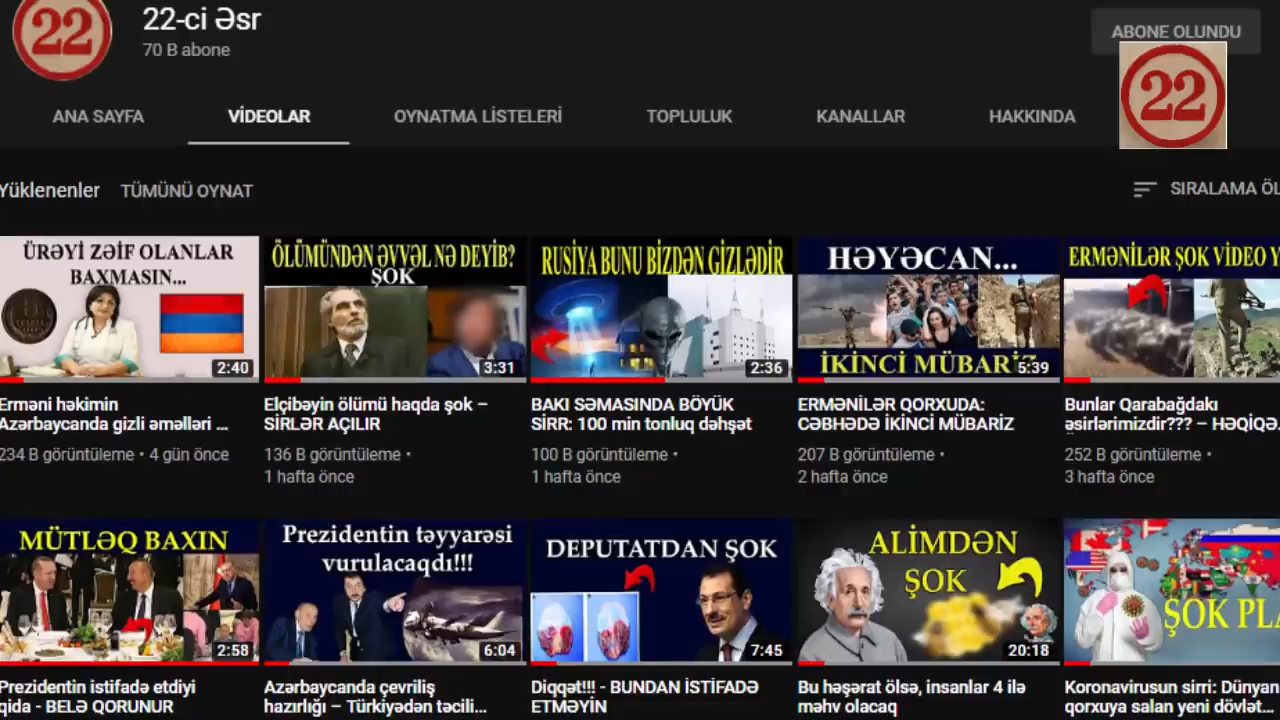 22
22-ci Əsr
70 B abone
ABONE OLUNDU
22
ANA SAYFA
VİDEOLAR
OYNATMA LİSTELERİ
TOPLULUK
KANALLAR
HAKKINDA
Yüklenenler
TÜMÜNÜ OYNAT
SIRALAMA ÖL
ÜRƏYİ ZƏİF OLANLAR
BAXMASIN...
2:40
ÖLÜMÜNDƏN ƏVVƏL NƏ DEYİB?
ŞOK
3:31
RUSİYA BUNU BİZDƏN GİZLƏDİR
2:36
HƏYƏCAN...
İKİNCİ MÜBARİZ
5:39
ERMƏNİLƏR ŞOK VİDEO Y
Erməni həkimin
Azərbaycanda gizli əməlləri ...
234 B görüntüleme • 4 gün önce
Elçibəyin ölümü haqda şok –
SİRLƏR AÇILIR
136 B görüntüleme •
1 hafta önce
BAKI SƏMASINDA BÖYÜK
SİRR: 100 min tonluq dəhşət
100 B görüntüleme •
1 hafta önce
ERMƏNİLƏR QORXUDA:
CƏBHƏDƏ İKİNCİ MÜBARİZ
207 B görüntüleme •
2 hafta önce
Bunlar Qarabağdakı
əsirlərimizdir??? – HƏQİQƏ..
252 B görüntüleme •
3 hafta önce
MÜTLƏQ BAXIN
2:58
Prezidentin təyyarəsi
vurulacaqdı!!!
6:04
DEPUTATDAN ŞOK
7:45
ALİMDƏN
ŞOK
20:18
ŞOK PLA
Prezidentin istifadə etdiyi
qida - BELƏ QORUNUR
Azərbaycanda çevriliş
hazırlığı – Türkiyədən təcili...
Diqqət!!! - BUNDAN İSTİFADƏ
ETMƏYİN
Bu həşərat ölsə, insanlar 4 ilə
məhv olacaq
Koronavirusun sirri: Dünyan
qorxuya salan yeni dövlət...